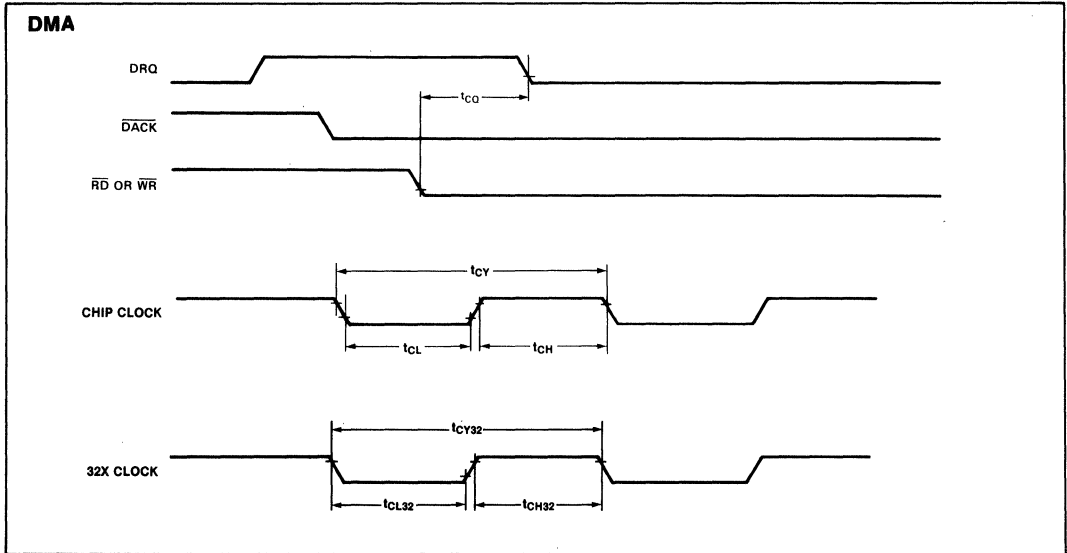 DMA
DRQ
tCQ
DACK
RD OR WR
tCY
CHIP CLOCK
tCL
tCH
tCY32
32X CLOCK
tCL32
tCH32